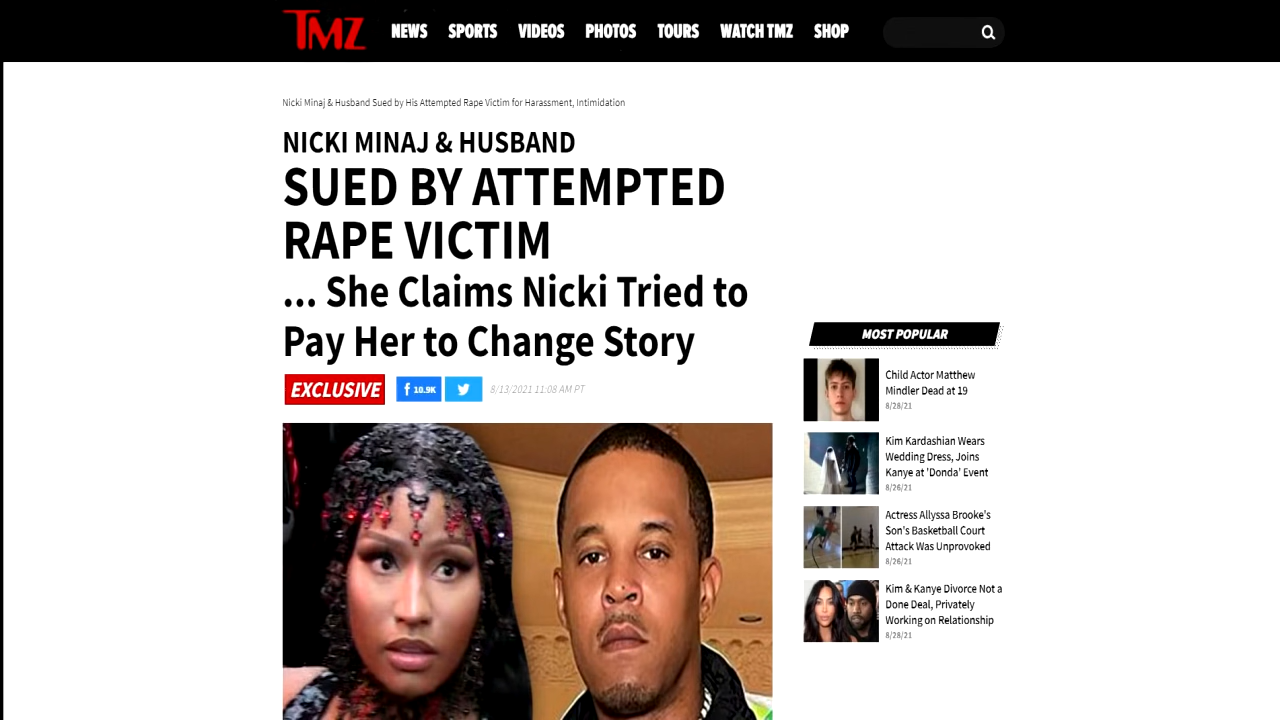 TMZ
NEWS SPORTS VIDEOS PHOTOS TOURS WATCH TMZ SHOP
Nicki Minaj & Husband Sued by His Attempted Rape Victim for Harassment, Intimidation
NICKI MINAJ & HUSBAND
SUED BY ATTEMPTED
RAPE VICTIM
... She Claims Nicki Tried to
Pay Her to Change Story
EXCLUSIVE
10.9K
8/13/2021 11:08 AM PT
MOST POPULAR
Child Actor Matthew
Mindler Dead at 19
8/28/21
Kim Kardashian Wears
Wedding Dress, Joins
Kanye at 'Donda' Event
8/26/21
Actress Allyssa Brooke's
Son's Basketball Court
Attack Was Unprovoked
8/26/21
Kim & Kanye Divorce Not a
Done Deal, Privately
Working on Relationship
8/28/21